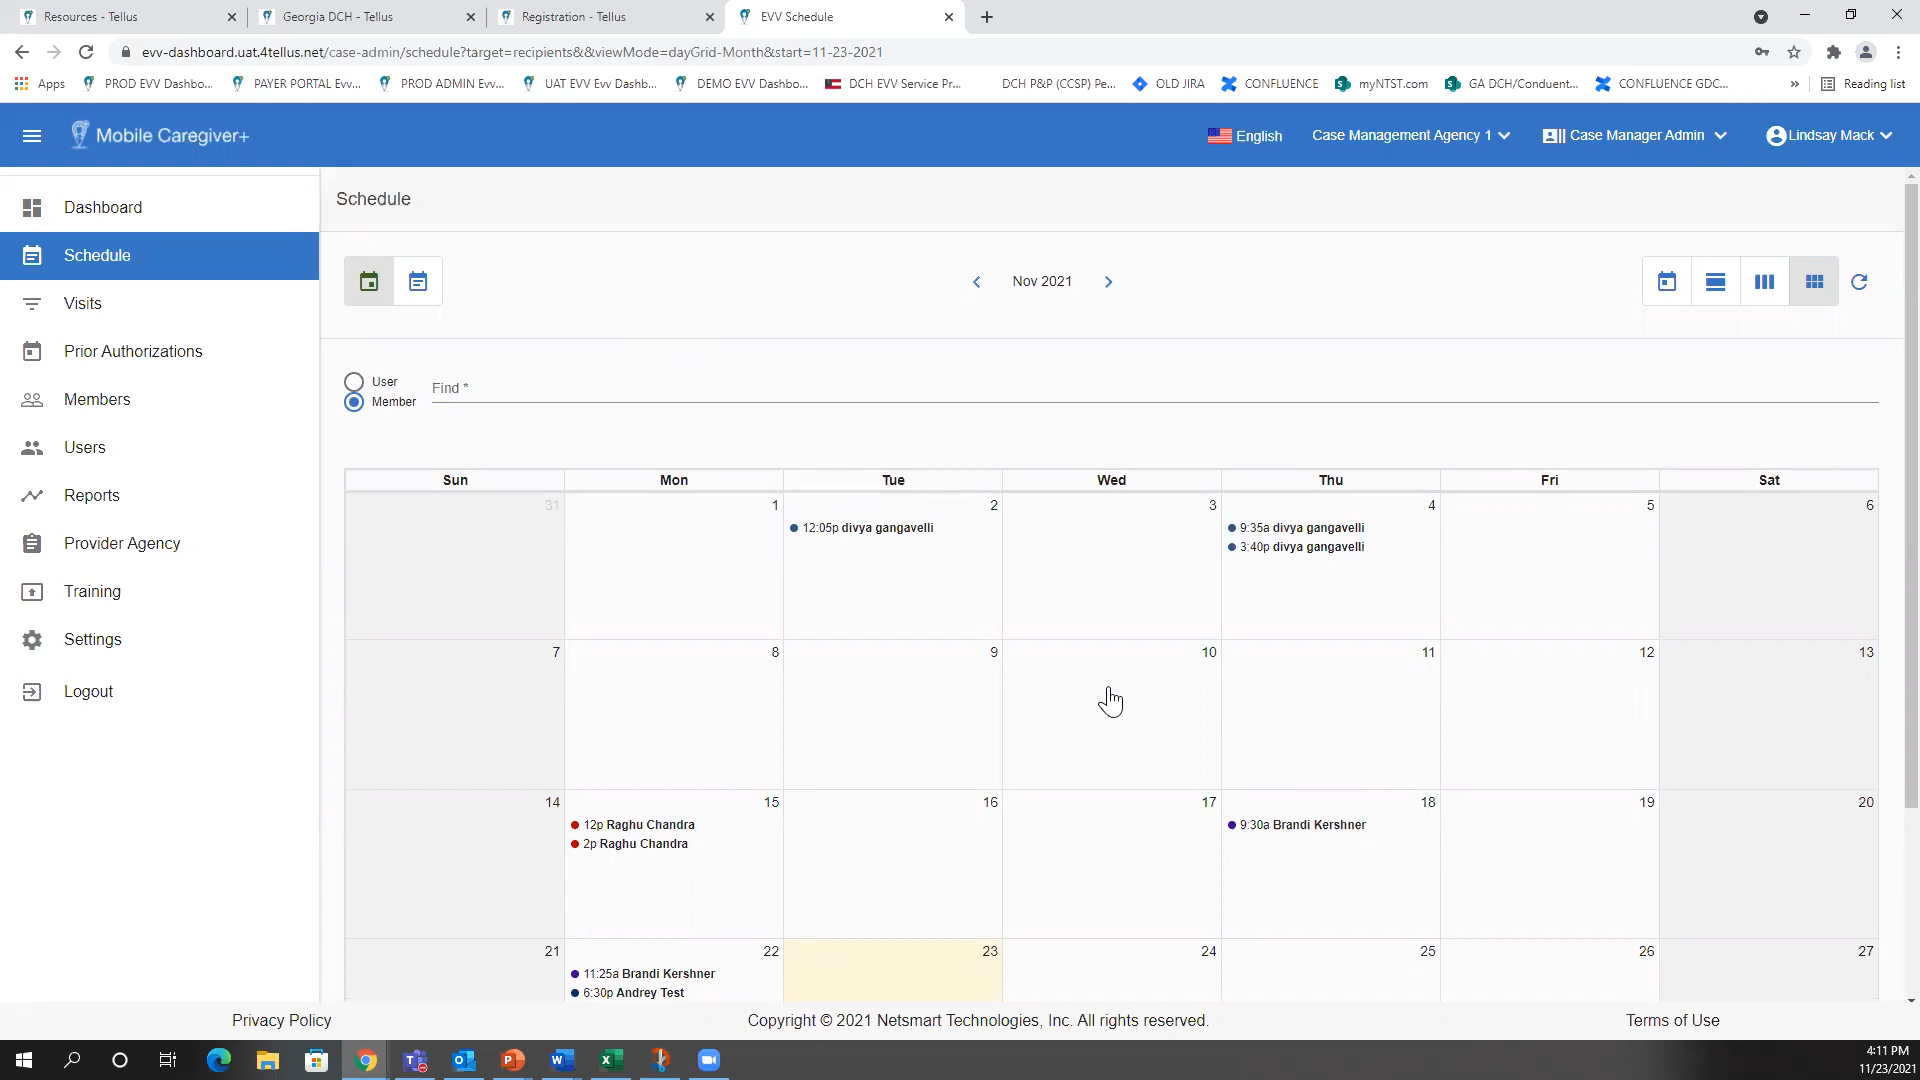 Resources - Tellus
Georgia DCH - Tellus
Registration - Tellus
EVV Schedule
evv-dashboard.uat.4tellus.net/case-admin/schedule?target=recipients&&viewMode=dayGrid-Month&start=11-23-2021
Apps
PROD EVV Dashbo...
PAYER PORTAL Evv...
PROD ADMIN Evv...
UAT EVV Evv Dashb...
DEMO EVV Dashbo...
DCH EVV Service Pr...
DCH P&P (CCSP) Pe...
OLD JIRA
CONFLUENCE
myNTST.com
GA DCH/Conduent...
CONFLUENCE GDC...
»
Reading list
Mobile Caregiver+
English
Case Management Agency 1
Case Manager Admin
Lindsay Mack
Dashboard
Schedule
Visits
Prior Authorizations
Members
Users
Reports
Provider Agency
Training
Settings
Logout
Schedule
Nov 2021
User
Member
Find *
Sun Mon Tue Wed Thu Fri Sat
31 1 2 3 4 5 6
12:05p divya gangavelli
9:35a divya gangavelli
3:40p divya gangavelli
7 8 9 10 11 12 13
14 15 16 17 18 19 20
12p Raghu Chandra
2p Raghu Chandra
9:30a Brandi Kershner
21 22 23 24 25 26 27
11:25a Brandi Kershner
6:30p Andrey Test
Privacy Policy
Copyright © 2021 Netsmart Technologies, Inc. All rights reserved.
Terms of Use
4:11 PM
11/23/2021